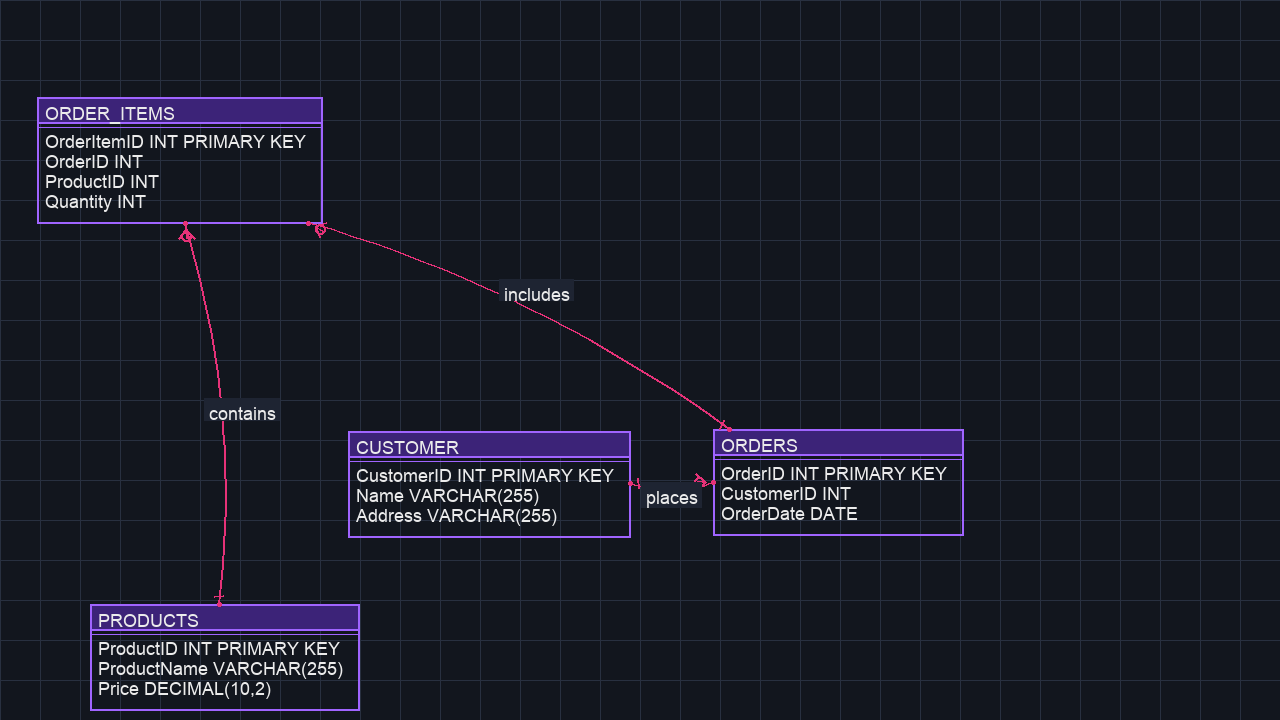 ORDER_ITEMS
OrderItemID INT PRIMARY KEY
OrderID INT
ProductID INT
Quantity INT
includes
contains
CUSTOMER
CustomerID INT PRIMARY KEY
Name VARCHAR(255)
Address VARCHAR(255)
places
ORDERS
OrderID INT PRIMARY KEY
CustomerID INT
OrderDate DATE
PRODUCTS
ProductID INT PRIMARY KEY
ProductName VARCHAR(255)
Price DECIMAL(10,2)